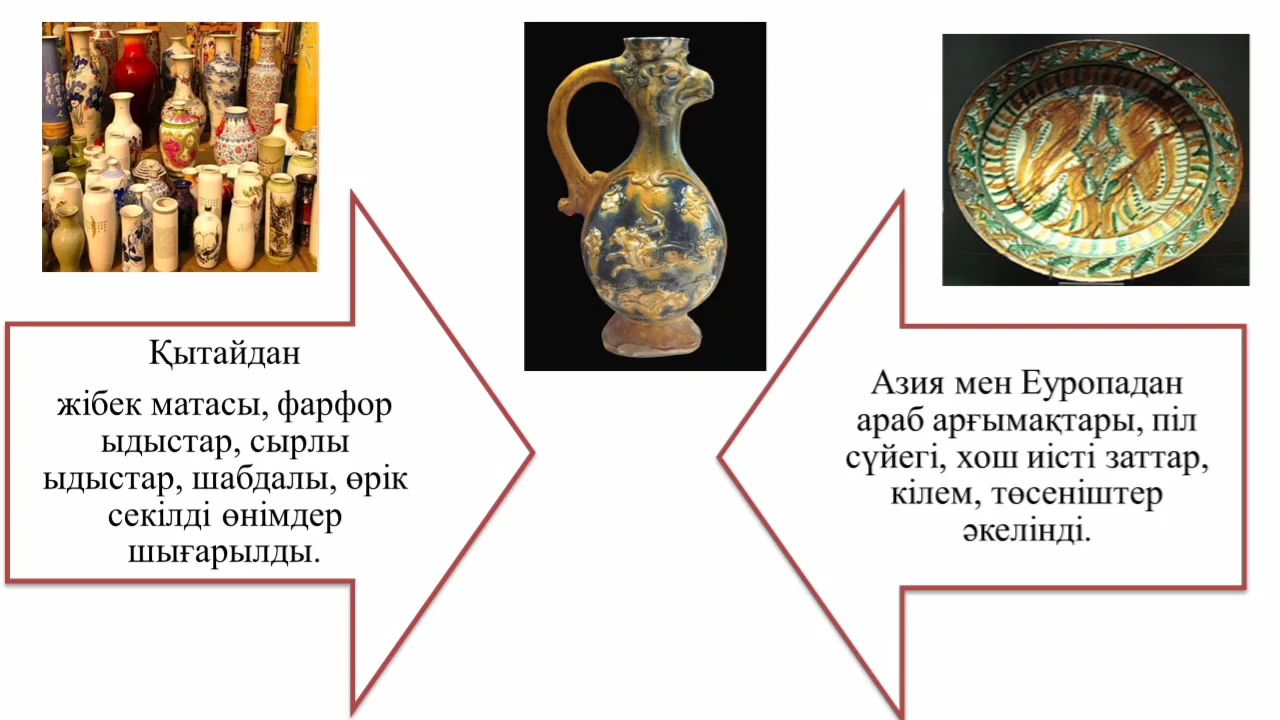 Қытайдан
жібек матасы, фарфор
ыдыстар, сырлы
ыдыстар, шабдалы, өрік
секілді өнімдер
шығарылды.
Азия мен Еуропадан
араб арғымақтары, піл
сүйегі, хош иісті заттар,
кілем, төсеніштер
әкелінді.